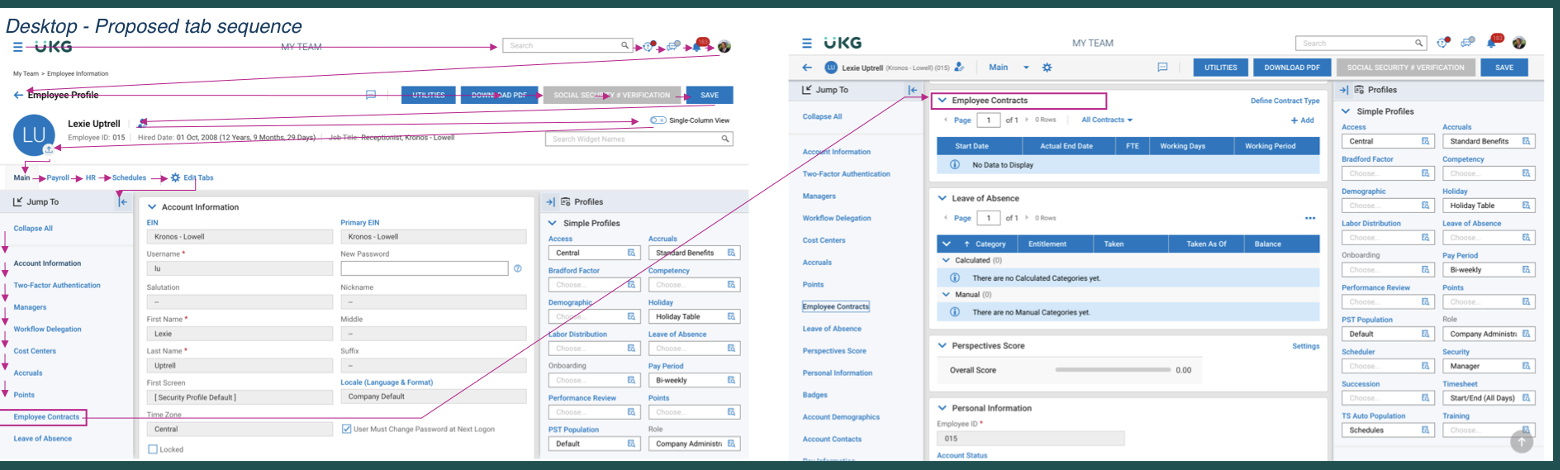 Desktop - Proposed tab sequence
UKG
MY TEAM
Search
183
My Team > Employee Information
Employee Profile
UTILITIES
DOWNLOAD PDF
SOCIAL SECURITY # VERIFICATION
SAVE
LU
Lexie Uptrell
Employee ID: 015
Hired Date: 01 Oct, 2008 (12 Years, 9 Months, 29 Days)
Job Title: Receptionist, Kronos - Lowell
Single-Column View
Search Widget Names
Main
Payroll
HR
Schedules
Edit Tabs
Jump To
Collapse All
Account Information
Two-Factor Authentication
Managers
Workflow Delegation
Cost Centers
Accruals
Points
Employee Contracts
Leave of Absence
Account Information
EIN
Primary EIN
Kronos - Lowell
Kronos - Lowell
Username *
New Password
lu
Salutation
Nickname
--
--
First Name *
Middle
Lexie
--
Last Name *
Suffix
Uptrell
--
First Screen
Locale (Language & Format)
[ Security Profile Default ]
Company Default
Time Zone
Central
User Must Change Password at Next Logon
Locked
Profiles
Simple Profiles
Access
Accruals
Central
Standard Benefits
Bradford Factor
Competency
Choose...
Choose...
Demographic
Holiday
Choose...
Holiday Table
Labor Distribution
Leave of Absence
Choose...
Choose...
Onboarding
Pay Period
Choose...
Bi-weekly
Performance Review
Points
Choose...
Choose...
PST Population
Role
Default
Company Administr
UKG
MY TEAM
Search
183
LU
Lexie Uptrell (Kronos - Lowell) (015)
Main
UTILITIES
DOWNLOAD PDF
SOCIAL SECURITY # VERIFICATION
SAVE
Jump To
Collapse All
Account Information
Two-Factor Authentication
Managers
Workflow Delegation
Cost Centers
Accruals
Points
Employee Contracts
Leave of Absence
Perspectives Score
Personal Information
Badges
Account Demographics
Account Contacts
Pay Information
Employee Contracts
Define Contract Type
Page 1 of 1 0 Rows
All Contracts
+ Add
Start Date
Actual End Date
FTE
Working Days
Working Period
No Data to Display
Leave of Absence
Page 1 of 1 0 Rows
Category
Entitlement
Taken
Taken As Of
Balance
Calculated (0)
There are no Calculated Categories yet.
Manual (0)
There are no Manual Categories yet.
Perspectives Score
Settings
Overall Score
0.00
Personal Information
Employee ID *
015
Account Status
Profiles
Simple Profiles
Access
Accruals
Central
Standard Benefits
Bradford Factor
Competency
Choose...
Choose...
Demographic
Holiday
Choose...
Holiday Table
Labor Distribution
Leave of Absence
Choose...
Choose...
Onboarding
Pay Period
Choose...
Bi-weekly
Performance Review
Points
Choose...
Choose...
PST Population
Role
Default
Company Administr
Scheduler
Security
Choose...
Manager
Succession
Timesheet
Choose...
Start/End (All Days)
TS Auto Population
Training
Schedules
Choose...